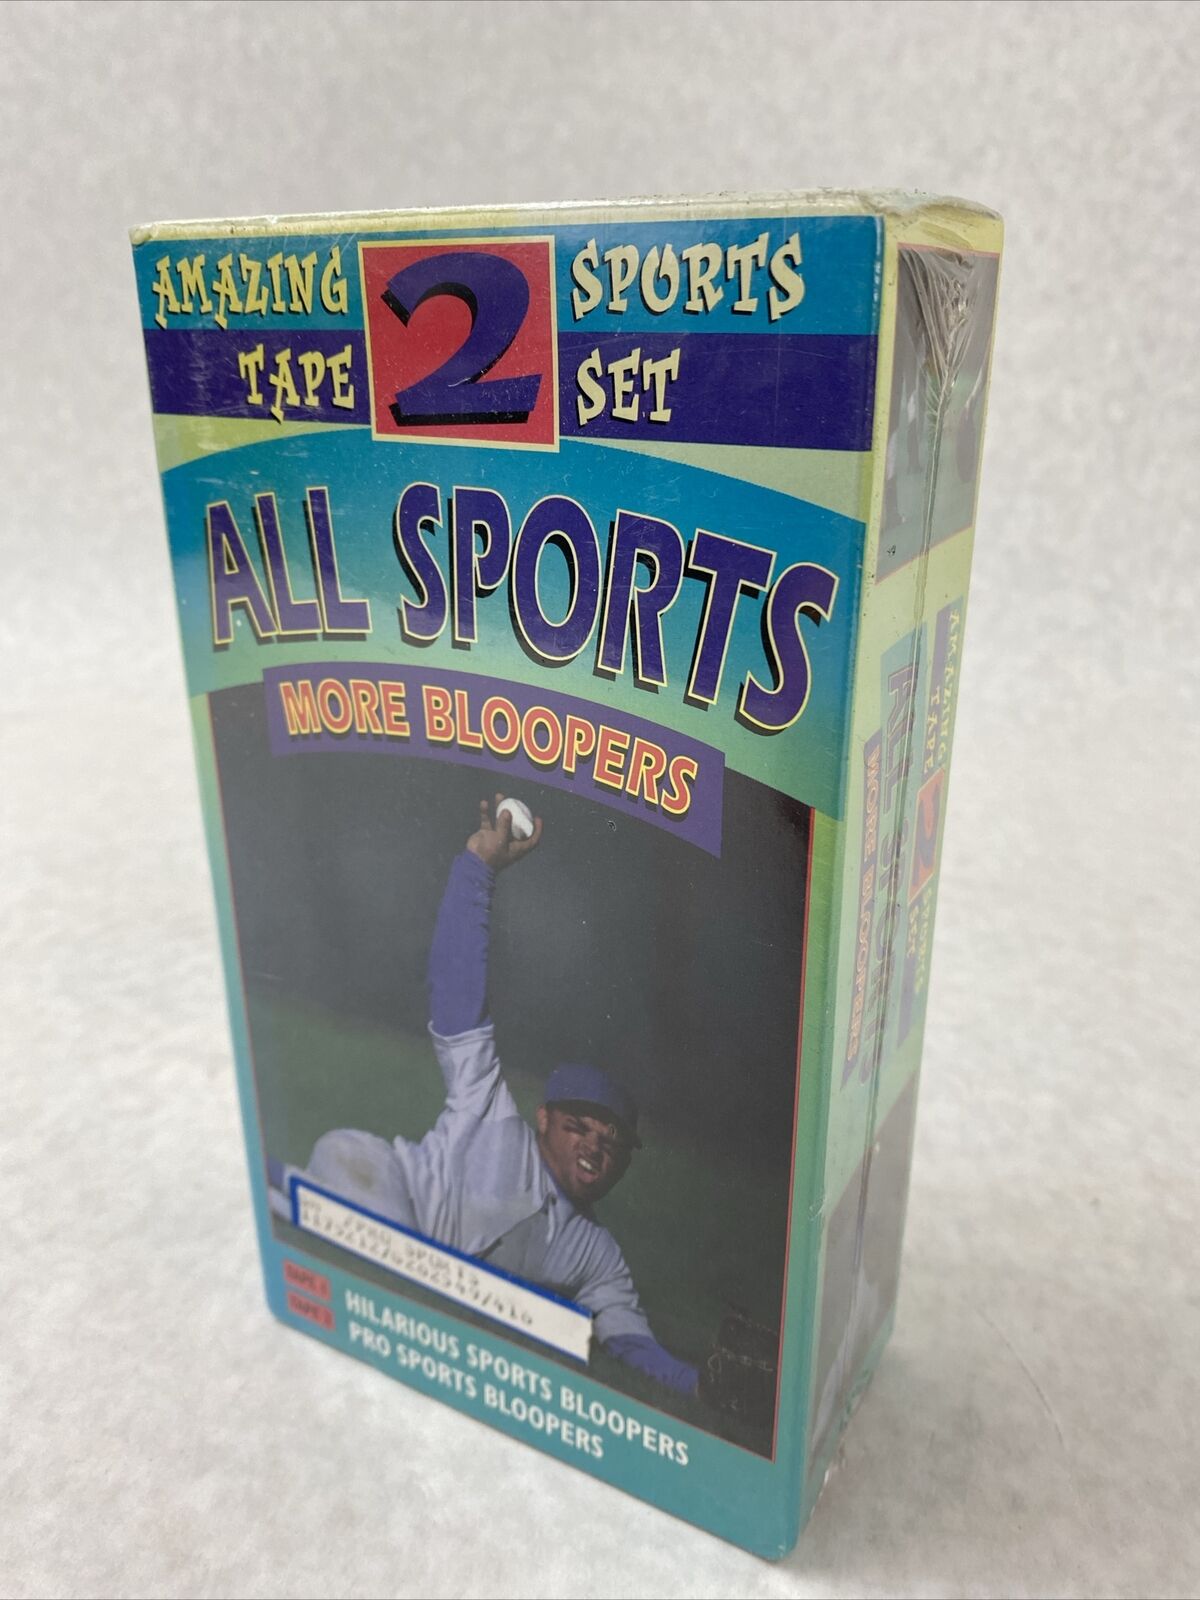 AMAZING 2 SPORTS
TAPE SET
ALL SPORTS
MORE BLOOPERS
TAPE 1 HILARIOUS SPORTS BLOOPERS
TAPE 2 PRO SPORTS BLOOPERS
AMAZING 2 SPORTS
TAPE SET
ALL SPORTS
MORE BLOOPERS